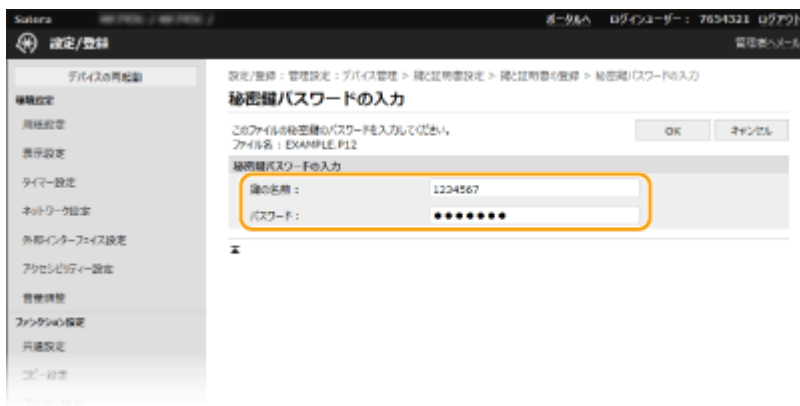 Satera
ポータルへ ログインユーザー: 7654321 ログアウト
設定/登録
管理者へメール
デバイスの再起動
設定/登録 : 管理設定 : デバイス管理 > 鍵と証明書設定 > 鍵と証明書の登録 > 秘密鍵パスワードの入力
秘密鍵パスワードの入力
環境設定
用紙設定
このファイルの秘密鍵のパスワードを入力してください。
OK キャンセル
ファイル名 : EXAMPLE.P12
表示設定
秘密鍵パスワードの入力
タイマー設定
鍵の名前 : 1234567
ネットワーク設定
パスワード : ●●●●●●●
外部インターフェイス設定
アクセシビリティー設定
音量調整
ファンクション設定
共通設定
コピー設定